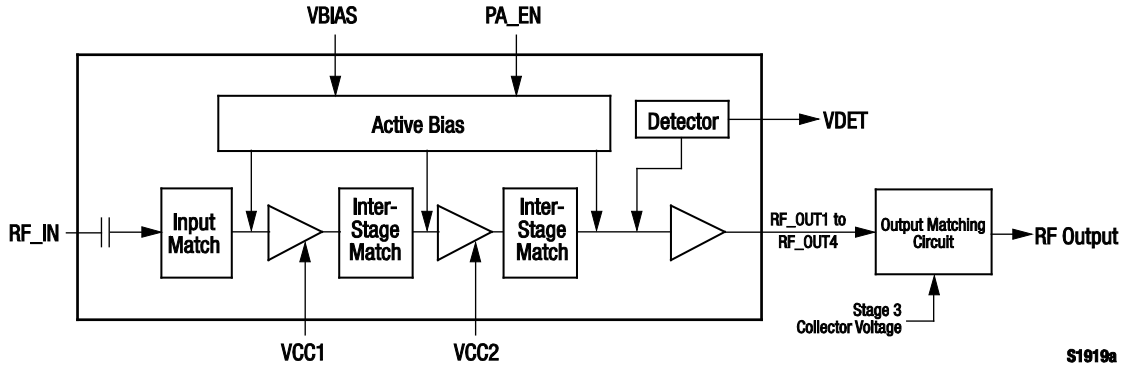 VBIAS
PA_EN
Active Bias
Detector
VDET
RF_IN
Input
Match
Inter-
Stage
Match
Inter-
Stage
Match
RF_OUT1 to
RF_OUT4
Output Matching
Circuit
RF Output
Stage 3
Collector Voltage
VCC1
VCC2
S1919a